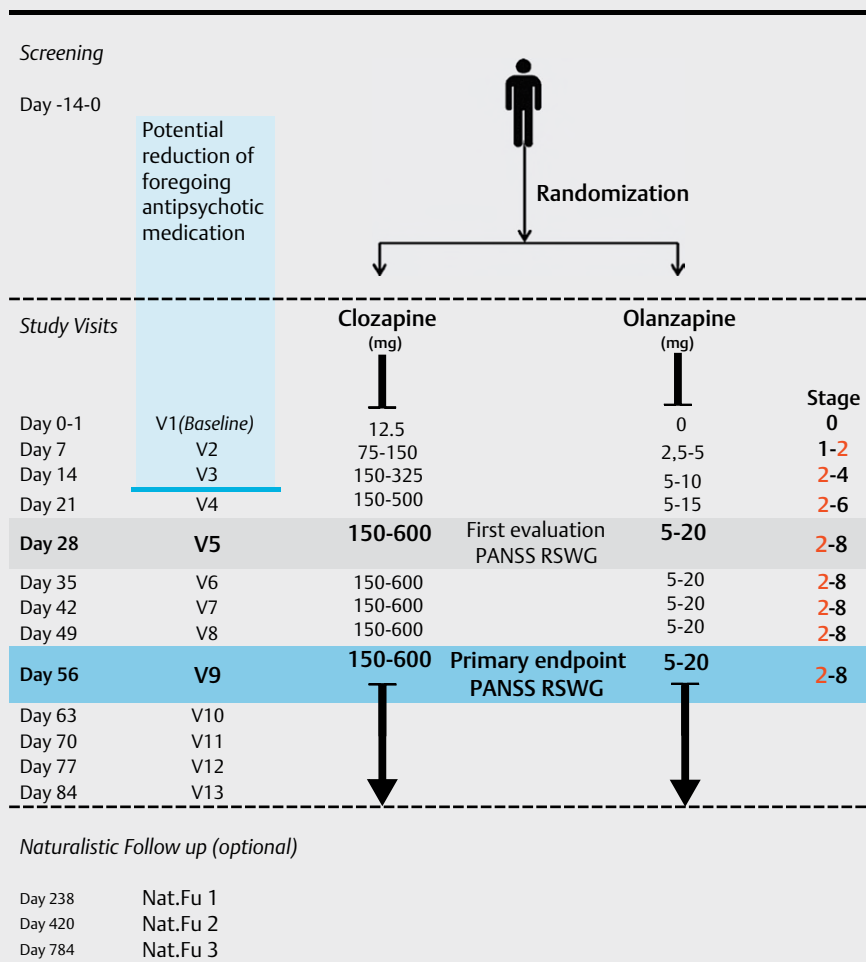 Screening
Day -14-0
Potential
reduction of
foregoing
antipsychotic
medication
Randomization
Study Visits
Clozapine
(mg)
Olanzapine
(mg)
Stage
Day 0-1 V1(Baseline) 12.5 0 0
Day 7 V2 75-150 2,5-5 1-2
Day 14 V3 150-325 5-10 2-4
Day 21 V4 150-500 5-15 2-6
Day 28 V5 150-600 First evaluation 5-20 2-8
PANSS RSWG
Day 35 V6 150-600 5-20 2-8
Day 42 V7 150-600 5-20 2-8
Day 49 V8 150-600 5-20 2-8
Day 56 V9 150-600 Primary endpoint 5-20 2-8
PANSS RSWG
Day 63 V10
Day 70 V11
Day 77 V12
Day 84 V13
Naturalistic Follow up (optional)
Day 238 Nat.Fu 1
Day 420 Nat.Fu 2
Day 784 Nat.Fu 3